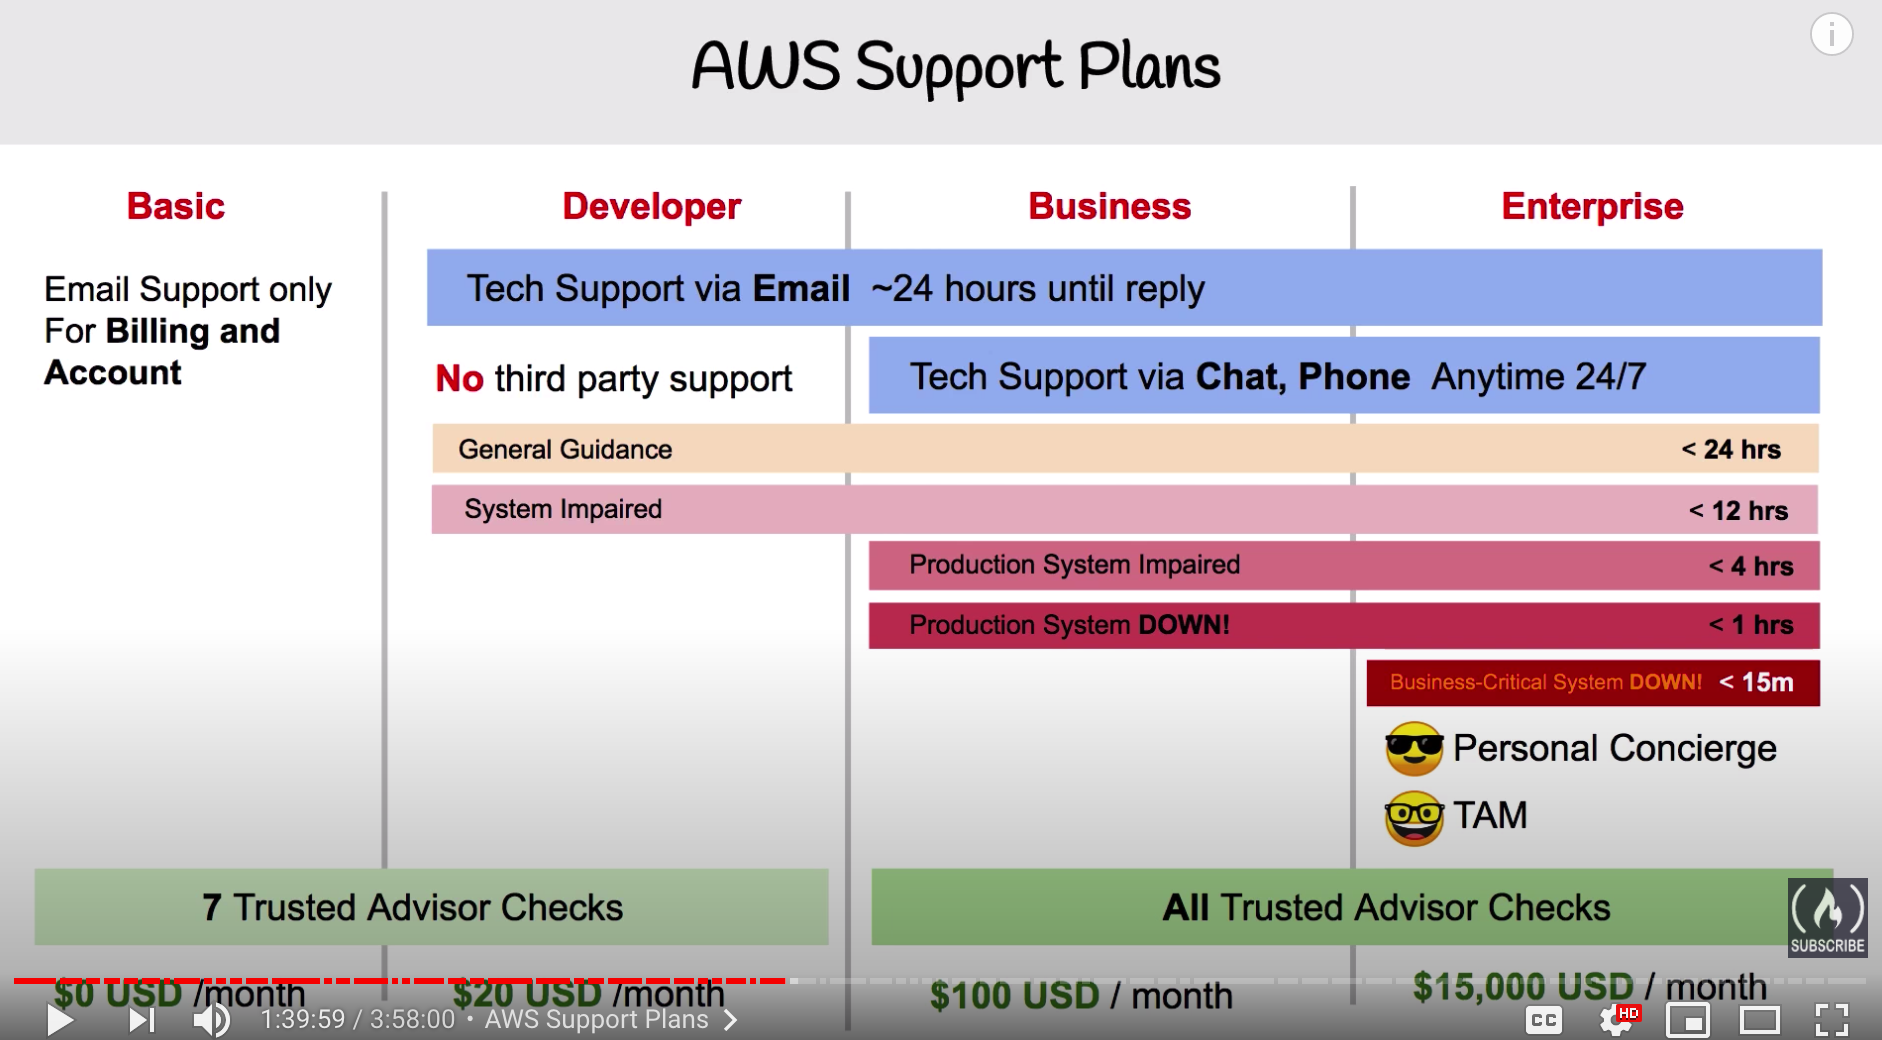 AWS Support Plans
Basic
Developer
Business
Enterprise
Email Support only
For Billing and
Account
Tech Support via Email ~24 hours until reply
No third party support
Tech Support via Chat, Phone Anytime 24/7
General Guidance < 24 hrs
System Impaired < 12 hrs
Production System Impaired < 4 hrs
Production System DOWN! < 1 hrs
Business-Critical System DOWN! < 15m
Personal Concierge
TAM
7 Trusted Advisor Checks
All Trusted Advisor Checks
SUBSCRIBE
$0 USD /month
$20 USD /month
$100 USD / month
$15,000 USD / month
1:39:59 / 3:58:00 • AWS Support Plans
CC
HD